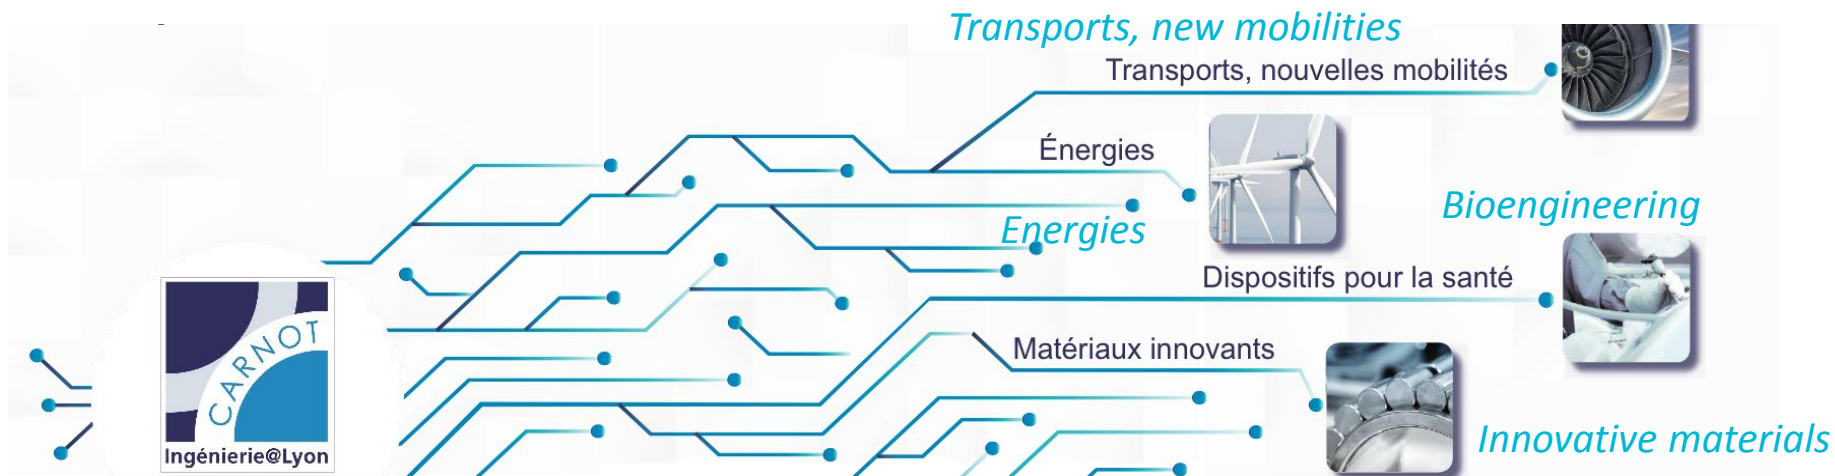 Transports, new mobilities
Transports, nouvelles mobilités
Énergies
Energies
Bioengineering
Dispositifs pour la santé
Matériaux innovants
Innovative materials
CARNOT
Ingénierie@Lyon